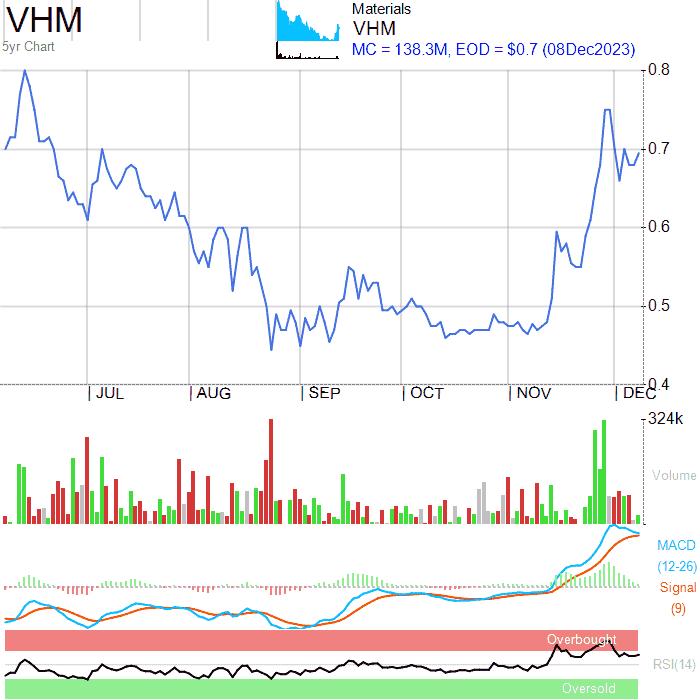 VHM
5yr Chart
Materials
VHM
MC = 138.3M, EOD = $0.7 (08Dec2023)
0.8
0.7
0.6
0.5
0.4
JUL
AUG
SEP
OCT
NOV
DEC
324k
Volume
MACD
(12-26)
Signal
(9)
Overbought
RSI(14)
Oversold